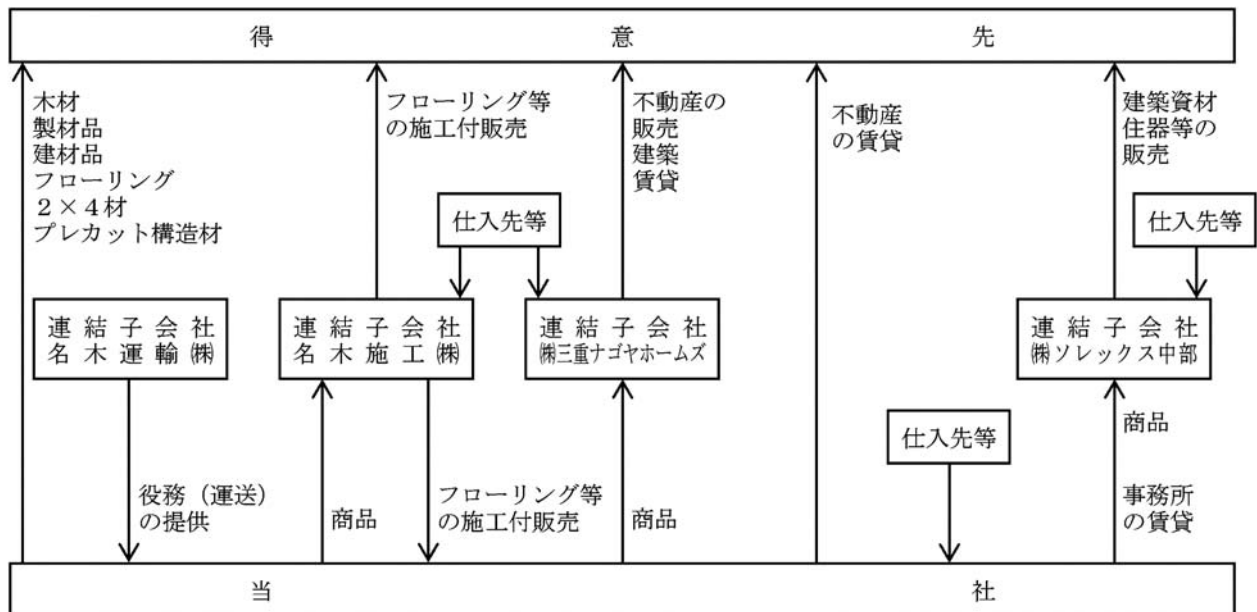 得意先
木材
製材品
建材品
フローリング
２×４材
プレカット構造材
フローリング等
の施工付販売
不動産の
販売
建築
賃貸
不動産
の賃貸
建築資材
住器等の
販売
仕入先等
仕入先等
連結子会社
名木運輸㈱
連結子会社
名木施工㈱
連結子会社
㈱三重ナゴヤホームズ
連結子会社
㈱ソレックス中部
仕入先等
役務（運送）
の提供
商品
フローリング等
の施工付販売
商品
商品
事務所
の賃貸
当社